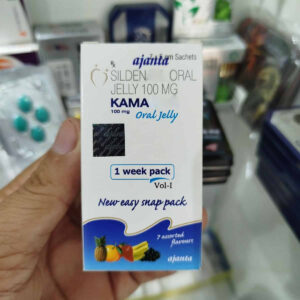 ajanta
Sachets
ORAL
JELLY 100 MG
KAMA
100 mg
Oral Jelly
1 week pack
Vol-I
New easy snap pack
7 assorted
flavours
ajanta